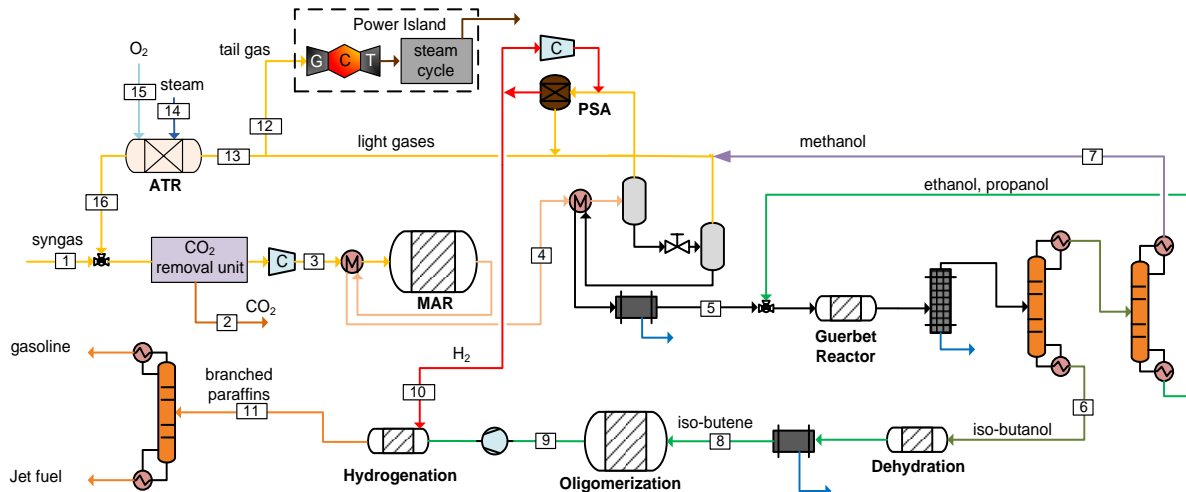 Power Island
O2
tail gas
G C T
steam
cycle
C
steam
15
14
PSA
12
light gases
methanol
7
13
ATR
ethanol, propanol
16
M
4
syngas
1
CO2
removal unit
C
3
M
MAR
CO2
2
5
Guerbet
Reactor
gasoline
H2
branched
paraffins
10
6
11
iso-butene
iso-butanol
9
8
Jet fuel
Hydrogenation
Oligomerization
Dehydration